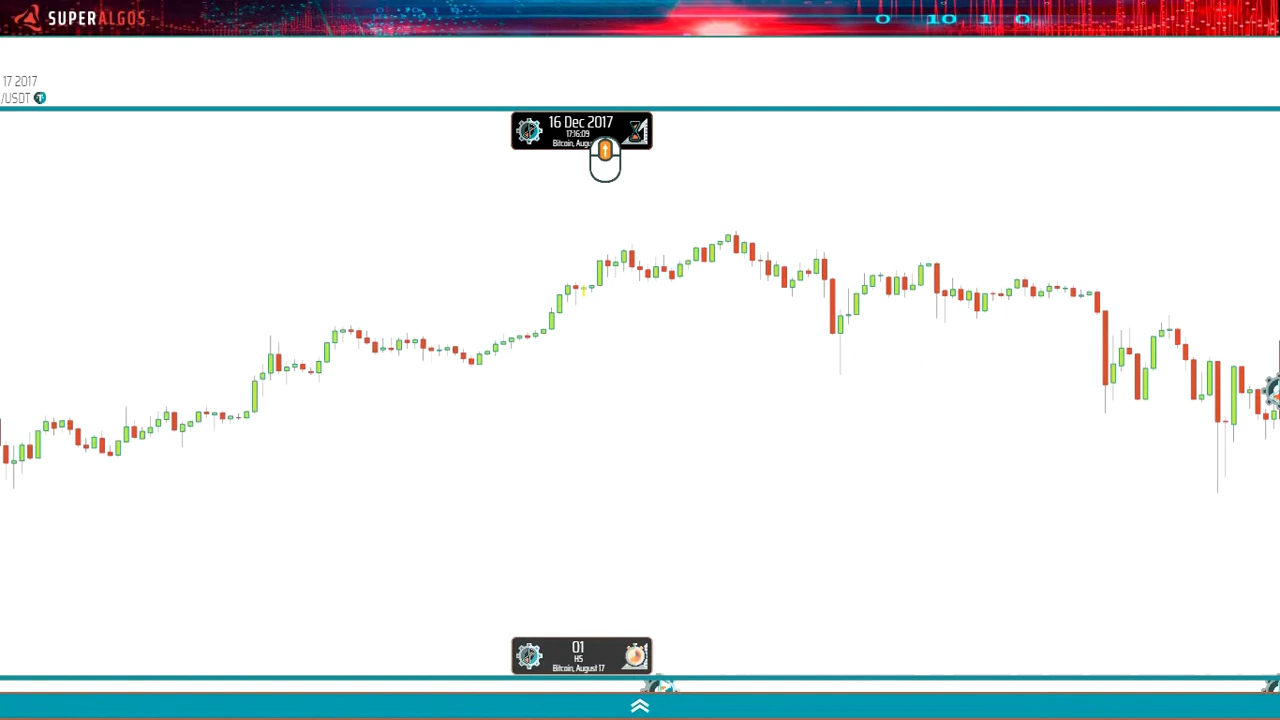 SUPERALGOS
0 10 1 0
17 2017
/USDT
16 Dec 2017
17:16:09
Bitcoin,
01
HS
Bitcoin, August 17